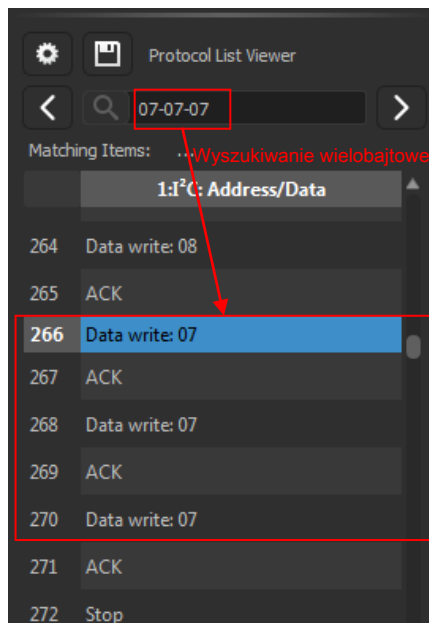 Protocol List Viewer
07-07-07
Matching Items: ...
Wyszukiwanie wielobajtowe
1:I²C: Address/Data
264 Data write: 08
265 ACK
266 Data write: 07
267 ACK
268 Data write: 07
269 ACK
270 Data write: 07
271 ACK
272 Stop